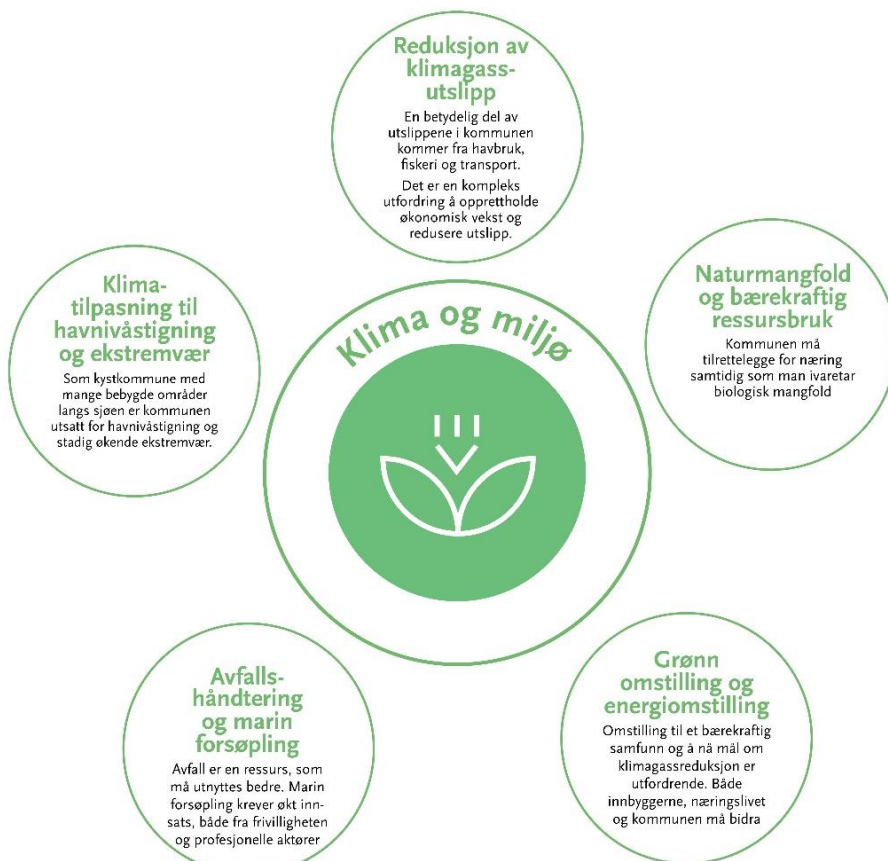 Reduksjon av
klimagass-
utslipp
En betydelig del av
utslippene i kommunen
kommer fra havbruk,
fiskeri og transport.
Det er en kompleks
utfordring å opprettholde
økonomisk vekst og
redusere utslipp.
Klima-
tilpasning til
havnivåstigning
og ekstremvær
Som kystkommune med
mange bebygde områder
langs sjøen er kommunen
utsatt for havnivåstigning og
stadig økende ekstremvær.
Klima og miljø
Naturmangfold
og bærekraftig
ressursbruk
Kommunen må
tilrettelegge for næring
samtidig som man ivaretar
biologisk mangfold
Avfalls-
håndtering
og marin
forsøpling
Avfall er en ressurs, som
må utnyttes bedre. Marin
forsøpling krever økt inn-
sats, både fra frivilligheten
og profesjonelle aktører
Grønn
omstilling og
energiomstilling
Omstilling til et bærekraftig
samfunn og å nå mål om
klimagassreduksjon er
utfordrende. Både
innbyggerne, næringslivet
og kommunen må bidra